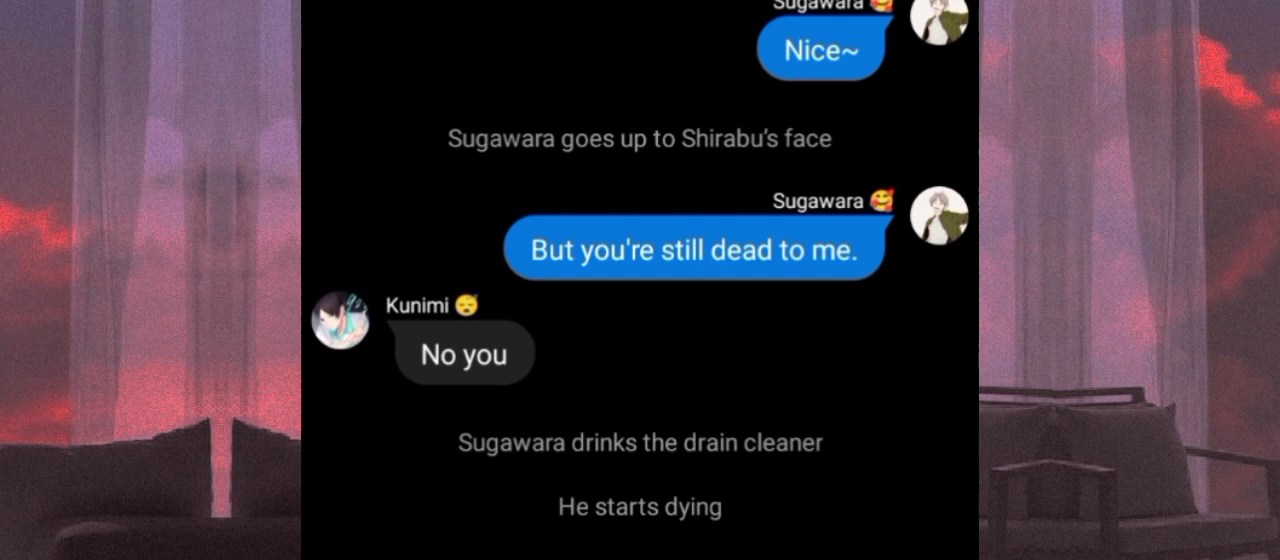 Sugawara 🥰
Nice~
Sugawara goes up to Shirabu's face
Sugawara 🥰
But you're still dead to me.
Kunimi 😴
No you
Sugawara drinks the drain cleaner
He starts dying